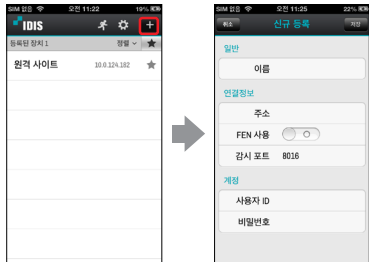 SIM 없음 오전 11:22 19%
IDIS
등록된 장치 1 정렬
원격 사이트 10.0.124.182
SIM 없음 오전 11:25 22%
취소 신규 등록 저장
일반
이름
연결정보
주소
FEN 사용
감시 포트 8016
계정
사용자 ID
비밀번호